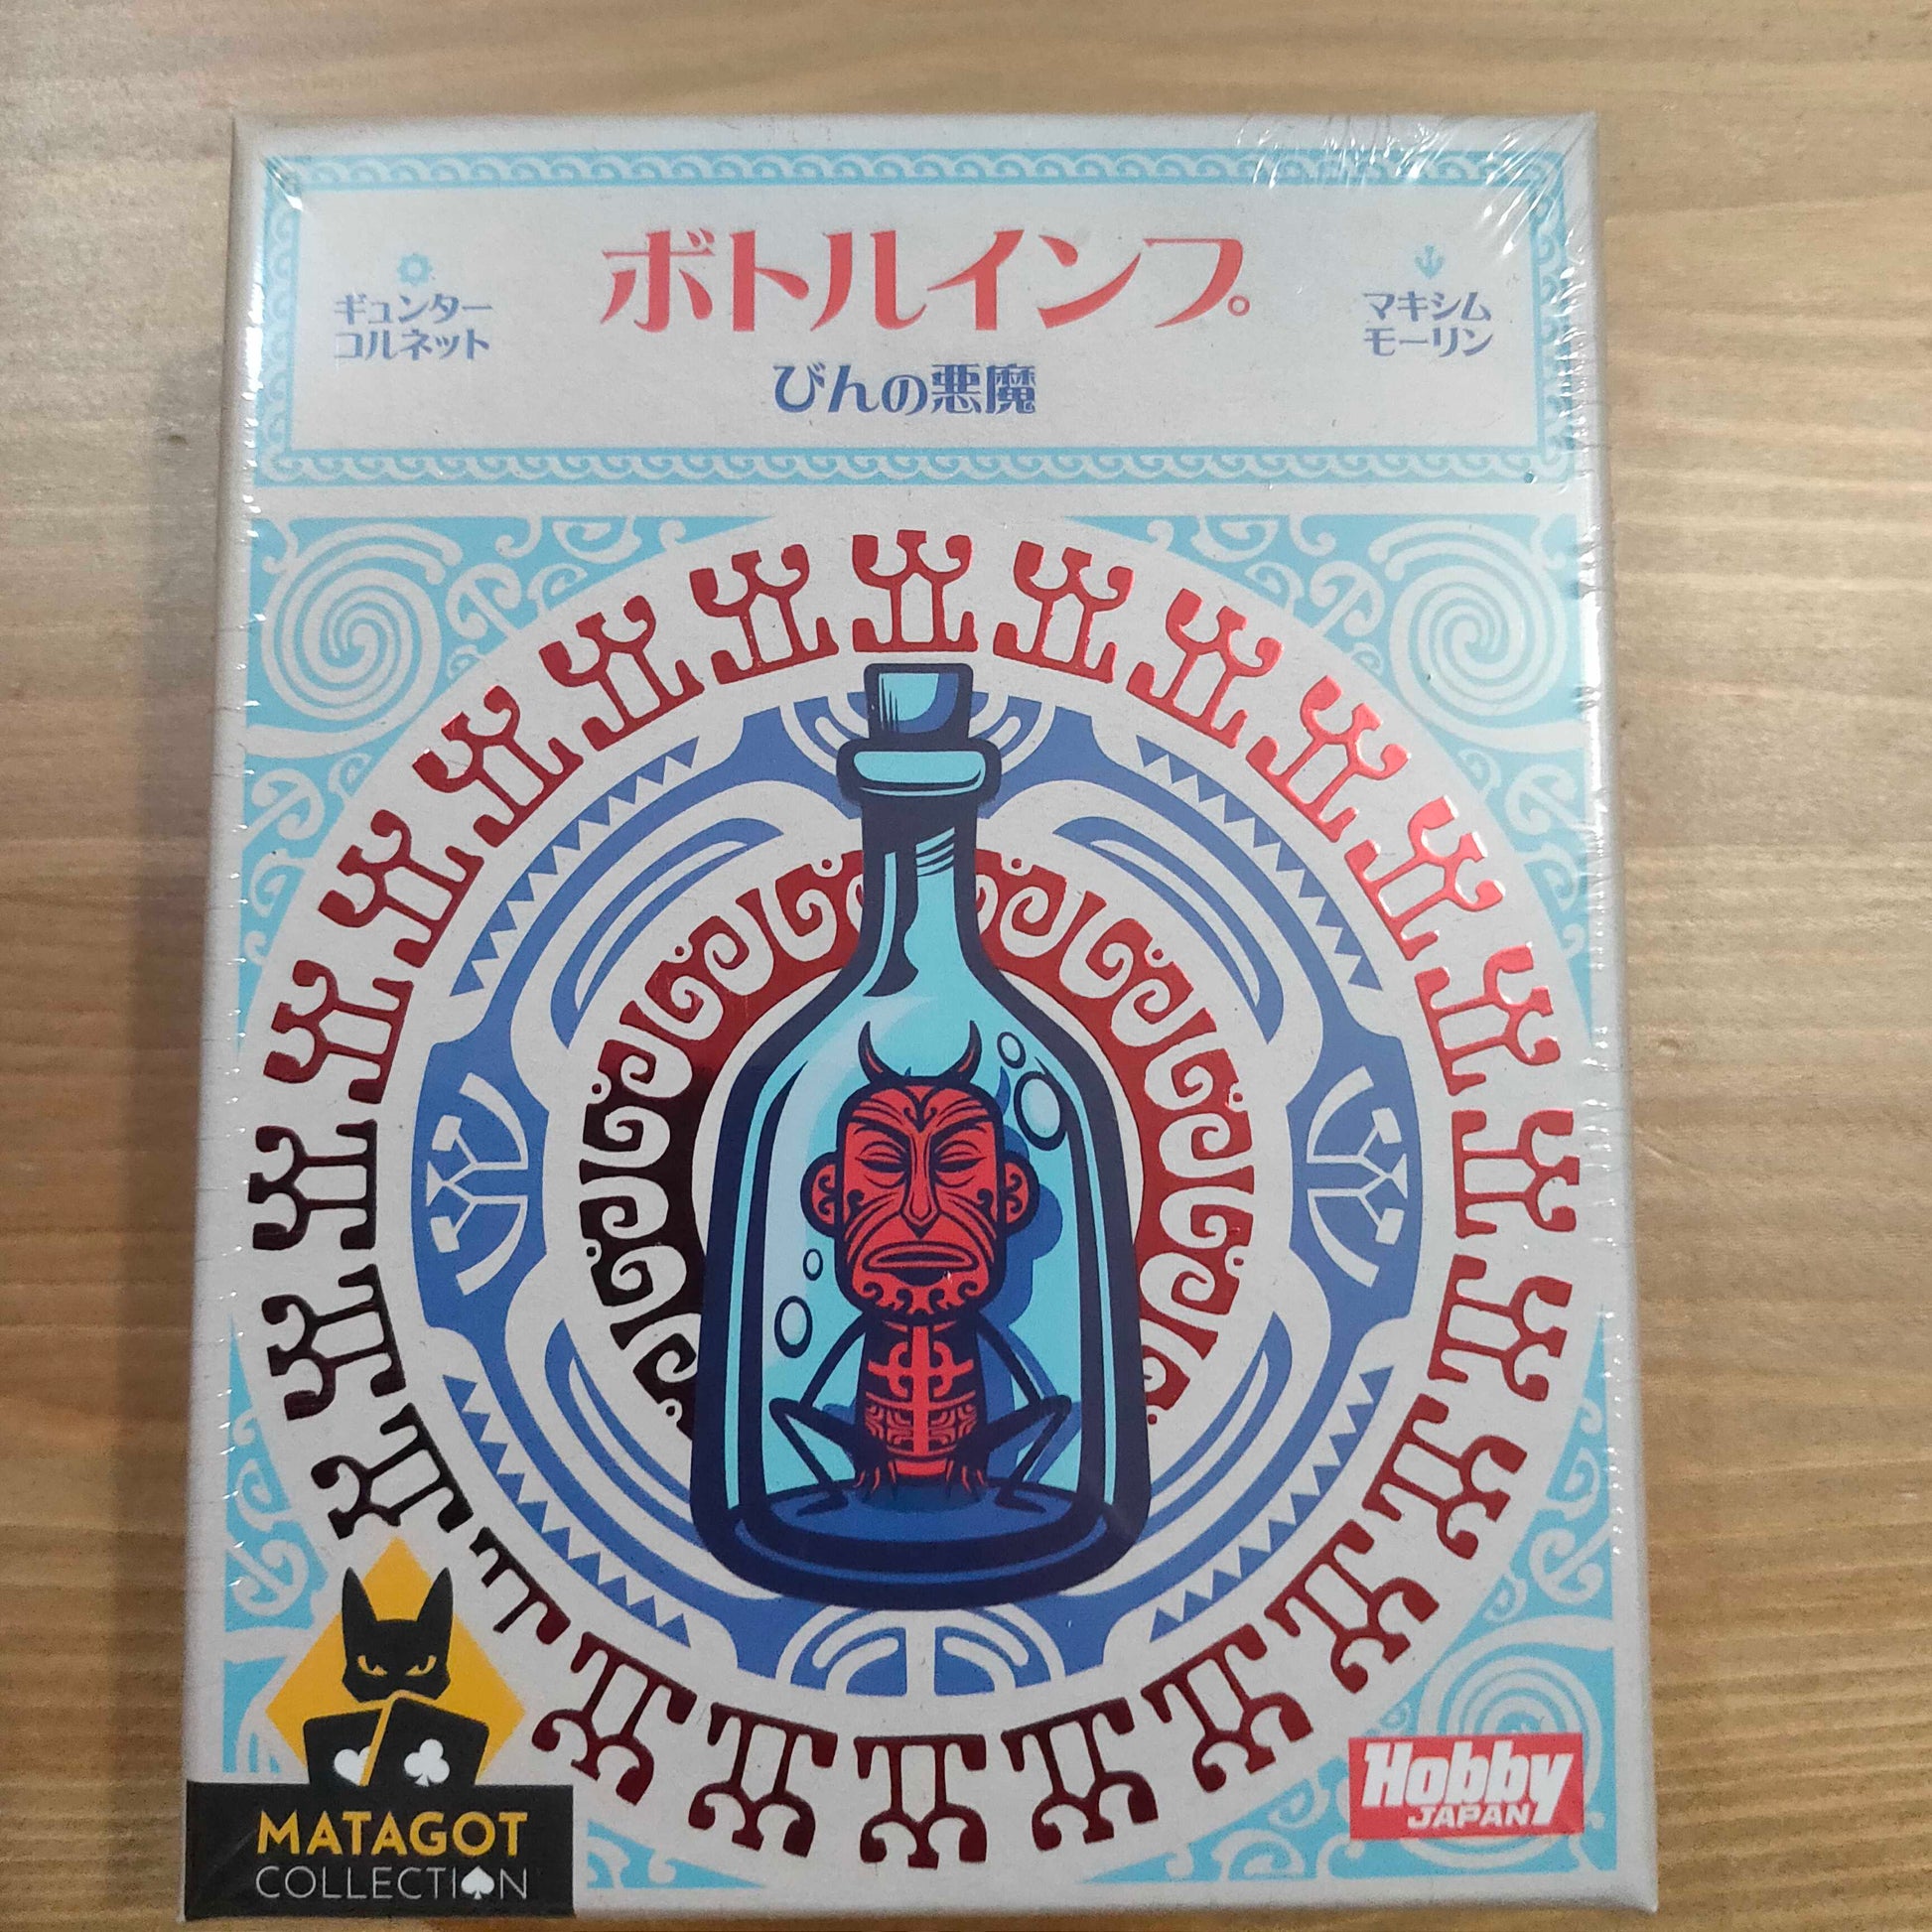 ボトルインプ
びんの悪魔
ギュンター
コルネット
マキシム
モーリン
MATAGOT
COLLECTION
Hobby
JAPAN